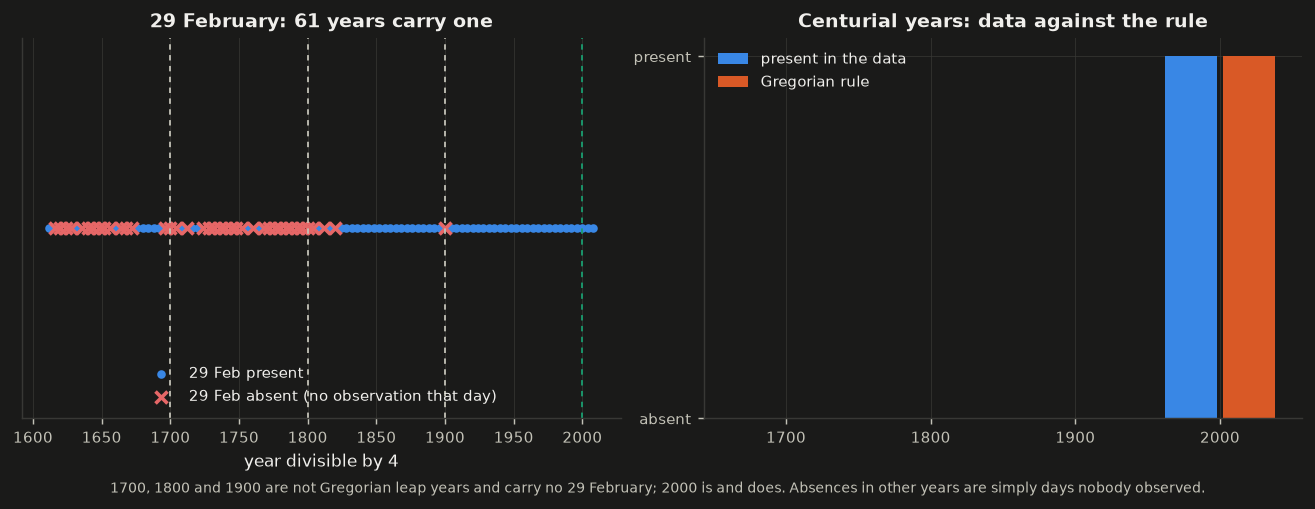 29 February: 61 years carry one
29 Feb present
29 Feb absent (no observation that day)
1600 1650 1700 1750 1800 1850 1900 1950 2000
year divisible by 4
Centurial years: data against the rule
present
present in the data
Gregorian rule
absent
1700 1800 1900 2000
1700, 1800 and 1900 are not Gregorian leap years and carry no 29 February; 2000 is and does. Absences in other years are simply days nobody observed.